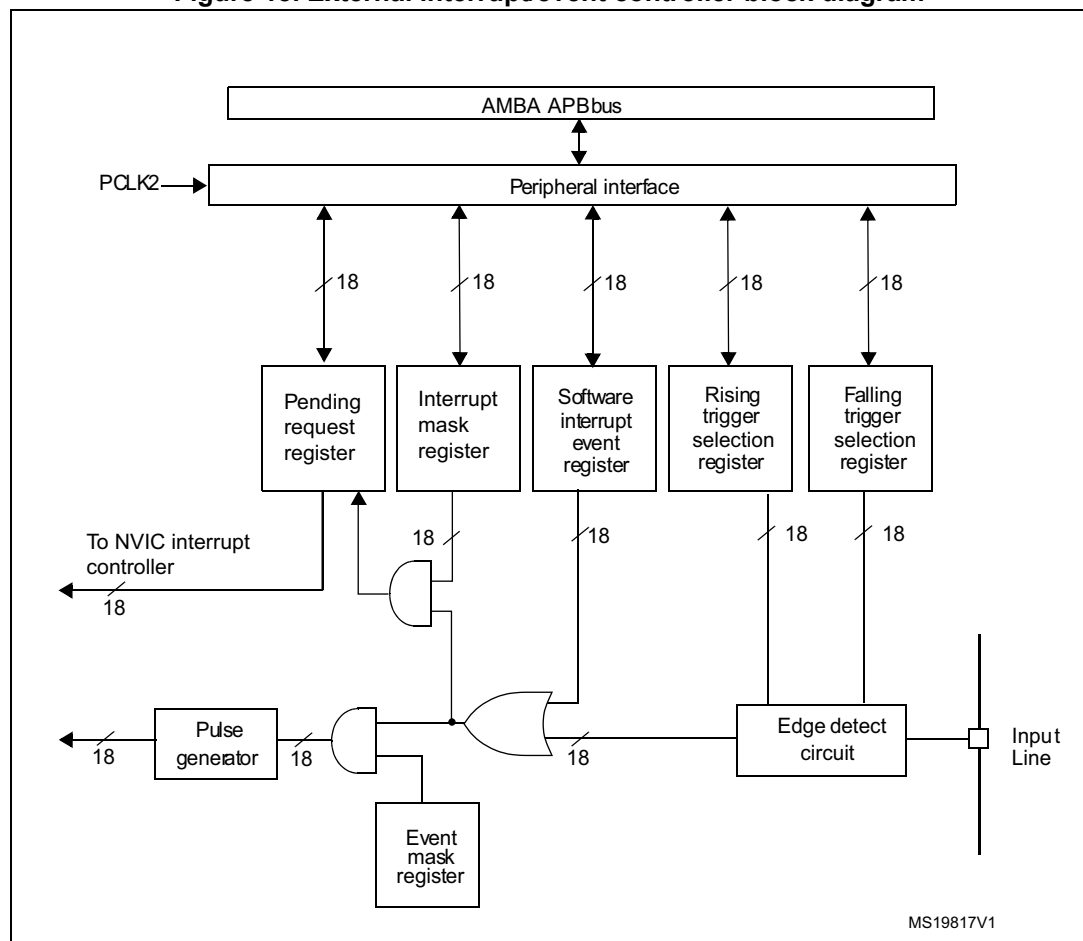 AMBA APB bus
PCLK2
Peripheral interface
18
18
18
18
18
Pending
request
register
Interrupt
mask
register
Software
interrupt
event
register
Rising
trigger
selection
register
Falling
trigger
selection
register
To NVIC interrupt
controller
18
18
18
18
18
Pulse
generator
18
18
18
Edge detect
circuit
Input
Line
Event
mask
register
MS19817V1